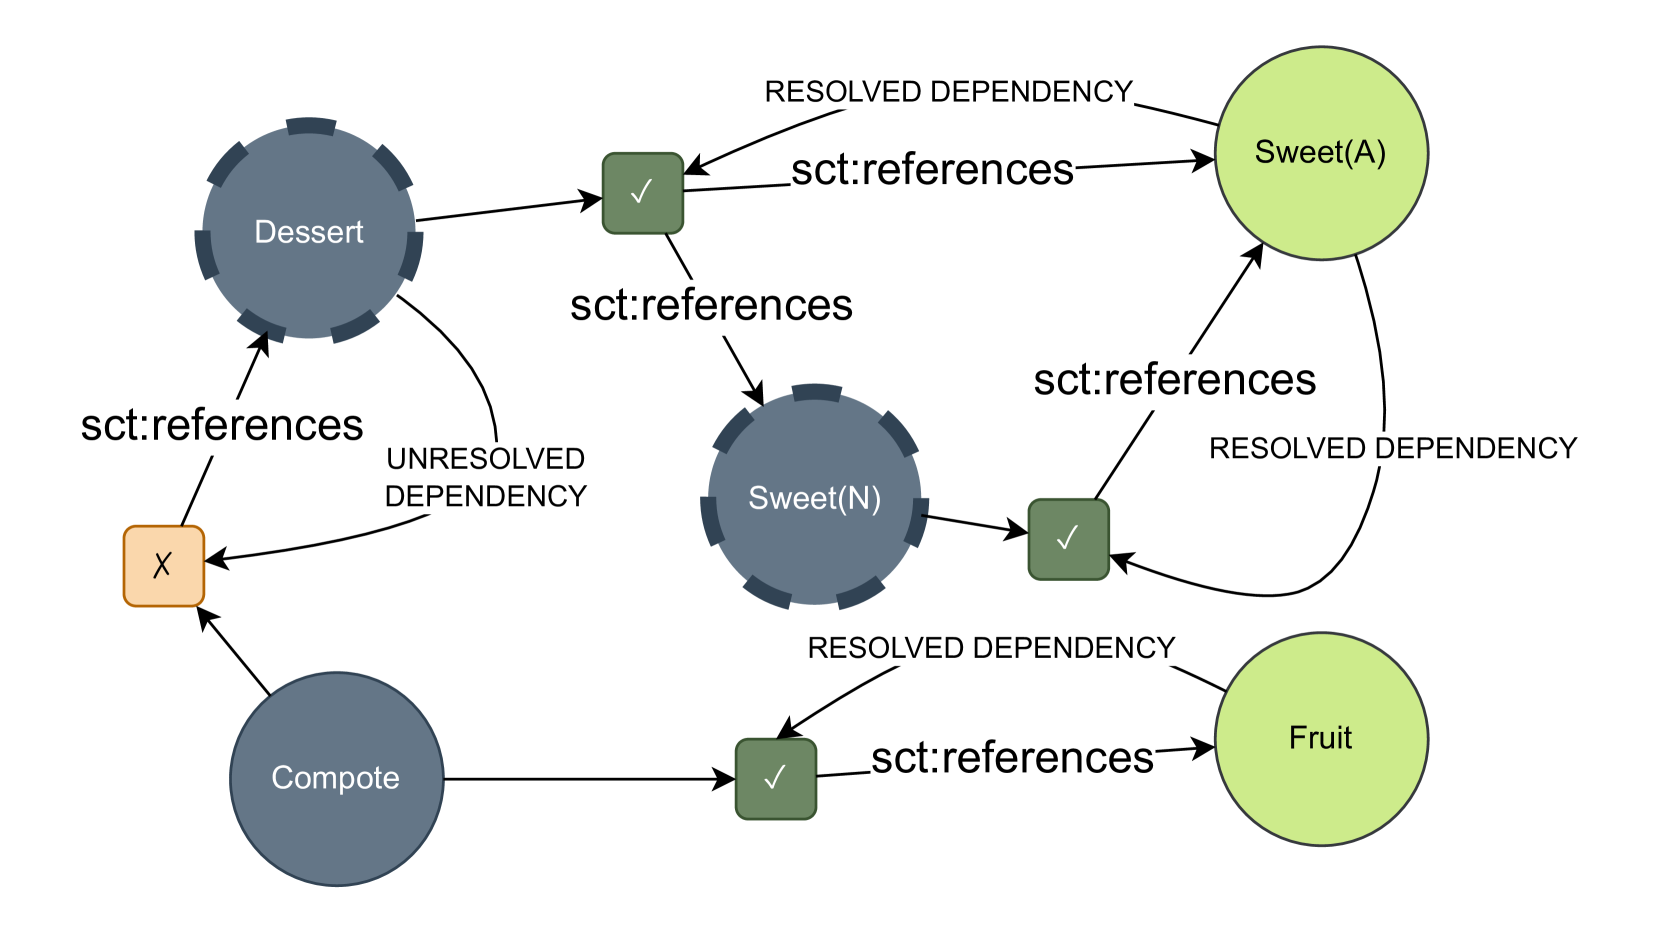 RESOLVED DEPENDENCY
Sweet(A)
sct:references
✓
Dessert
sct:references
sct:references
sct:references
UNRESOLVED
DEPENDENCY
RESOLVED DEPENDENCY
Sweet(N)
✓
✗
RESOLVED DEPENDENCY
Fruit
sct:references
Compote
✓